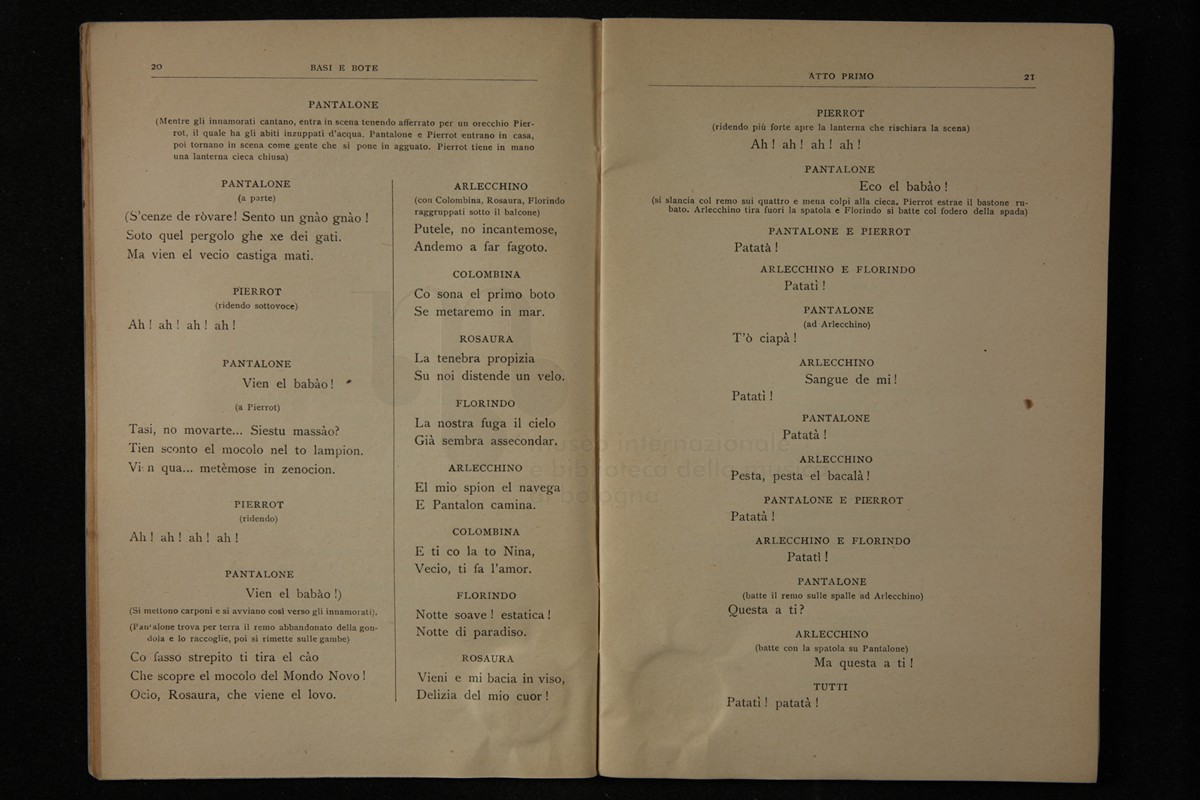 20
BASI E BOTE
PANTALONE
(Mentre gli innamorati cantano, entra in scena tenendo afferrato per un orecchio Pier-
rot, il quale ha gli abiti inzuppati d'acqua. Pantalone e Pierrot entrano in casa,
poi tornano in scena come gente che si pone in agguato. Pierrot tiene in mano
una lanterna cieca chiusa)
PANTALONE
(a parte)
(S'cenze de ròvare! Sento un gnào gnào !
Soto quel pergolo ghe xe dei gati.
Ma vien el vecio castiga mati.
PIERROT
(ridendo sottovoce)
Ah ! ah ! ah ! ah !
PANTALONE
Vien el babào !
(a Pierrot)
Tasi, no movarte... Siestu massào?
Tien sconto el mocolo nel to lampion.
Vien qua... metèmose in zenocion.
PIERROT
(ridendo)
Ah ! ah ! ah ! ah !
PANTALONE
Vien el babào !)
(Si mettono carponi e si avviano così verso gli innamorati).
(Pantalone trova per terra il remo abbandonato della gon-
dola e lo raccoglie, poi si rimette sulle gambe)
Co fasso strepito ti tira el cào
Che scopre el mocolo del Mondo Novo !
Ocio, Rosaura, che viene el lovo.
ARLECCHINO
(con Colombina, Rosaura, Florindo
raggruppati sotto il balcone)
Putele, no incantemose,
Andemo a far fagoto.
COLOMBINA
Co sona el primo boto
Se metaremo in mar.
ROSAURA
La tenebra propizia
Su noi distende un velo.
FLORINDO
La nostra fuga il cielo
Già sembra assecondar.
ARLECCHINO
El mio spion el navega
E Pantalon camina.
COLOMBINA
E ti co la to Nina,
Vecio, ti fa l'amor.
FLORINDO
Notte soave ! estatica !
Notte di paradiso.
ROSAURA
Vieni e mi bacia in viso,
Delizia del mio cuor !
ATTO PRIMO
21
PIERROT
(ridendo più forte apre la lanterna che rischiara la scena)
Ah ! ah ! ah ! ah !
PANTALONE
Eco el babào !
(si slancia col remo sui quattro e mena colpi alla cieca. Pierrot estrae il bastone ru-
bato. Arlecchino tira fuori la spatola e Florindo si batte col fodero della spada)
PANTALONE E PIERROT
Patatà !
ARLECCHINO E FLORINDO
Patatì !
PANTALONE
(ad Arlecchino)
T'ò ciapà !
ARLECCHINO
Sangue de mi !
Patatì !
PANTALONE
Patatà !
ARLECCHINO
Pesta, pesta el bacalà !
PANTALONE E PIERROT
Patatà !
ARLECCHINO E FLORINDO
Patatì !
PANTALONE
(batte il remo sulle spalle ad Arlecchino)
Questa a ti ?
ARLECCHINO
(batte con la spatola su Pantalone)
Ma questa a ti !
TUTTI
Patatì ! patatà !
museo internazionale
e biblioteca della musica
di bologna